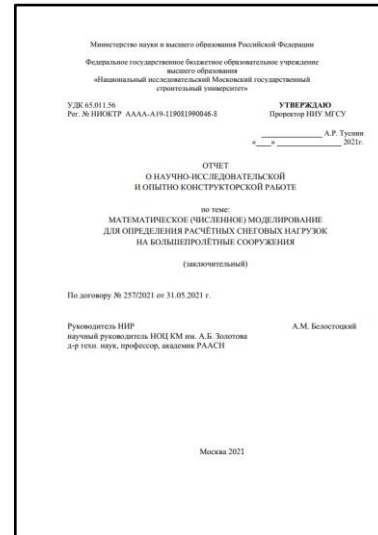 Министерство науки и высшего образования Российской Федерации
Федеральное государственное бюджетное образовательное учреждение
высшего образования
«Национальный исследовательский Московский государственный
строительный университет»
УДК 65.011.56
Рег. № НИОКТР АААА-А19-119081990046-8
УТВЕРЖДАЮ
Проректор НИУ МГСУ
А.Р. Туснин
«___» 2021г.
ОТЧЕТ
О НАУЧНО-ИССЛЕДОВАТЕЛЬСКОЙ
И ОПЫТНО КОНСТРУКТОРСКОЙ РАБОТЕ
по теме:
МАТЕМАТИЧЕСКОЕ (ЧИСЛЕННОЕ) МОДЕЛИРОВАНИЕ
ДЛЯ ОПРЕДЕЛЕНИЯ РАСЧЁТНЫХ СНЕГОВЫХ НАГРУЗОК
НА БОЛЬШЕПРОЛЁТНЫЕ СООРУЖЕНИЯ
(заключительный)
По договору № 257/2021 от 31.05.2021 г.
Руководитель НИР А.М. Белостоцкий
научный руководитель НОЦ КМ им. А.Б. Золотова
д-р техн. наук, профессор, академик РААСН
Москва 2021